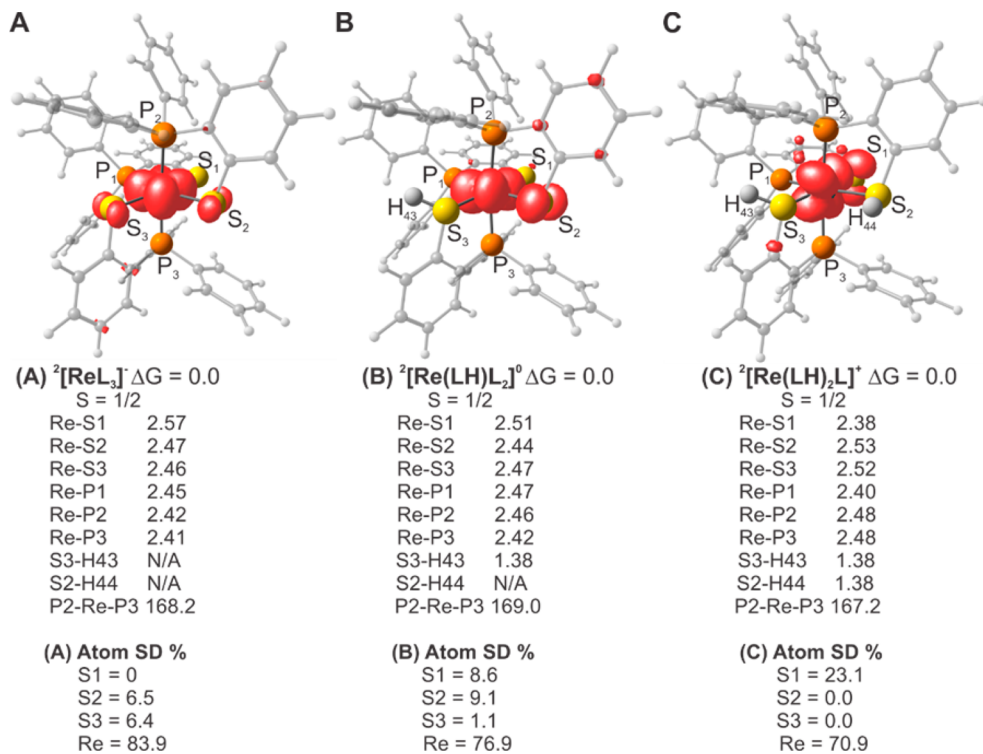 A
B
C
P2
S1
P1
S2
S3
P3
P2
S1
P1
H43
S2
S3
P3
P2
S1
P1
H43
S2
H44
S3
P3
(A) ²[ReL₃]⁻ ΔG = 0.0
S = 1/2
Re-S1 2.57
Re-S2 2.47
Re-S3 2.46
Re-P1 2.45
Re-P2 2.42
Re-P3 2.41
S3-H43 N/A
S2-H44 N/A
P2-Re-P3 168.2
(B) ²[Re(LH)L₂]⁰ ΔG = 0.0
S = 1/2
Re-S1 2.51
Re-S2 2.44
Re-S3 2.47
Re-P1 2.47
Re-P2 2.46
Re-P3 2.42
S3-H43 1.38
S2-H44 N/A
P2-Re-P3 169.0
(C) ²[Re(LH)₂L]⁺ ΔG = 0.0
S = 1/2
Re-S1 2.38
Re-S2 2.53
Re-S3 2.52
Re-P1 2.40
Re-P2 2.48
Re-P3 2.48
S3-H43 1.38
S2-H44 1.38
P2-Re-P3 167.2
(A) Atom SD %
S1 = 0
S2 = 6.5
S3 = 6.4
Re = 83.9
(B) Atom SD %
S1 = 8.6
S2 = 9.1
S3 = 1.1
Re = 76.9
(C) Atom SD %
S1 = 23.1
S2 = 0.0
S3 = 0.0
Re = 70.9